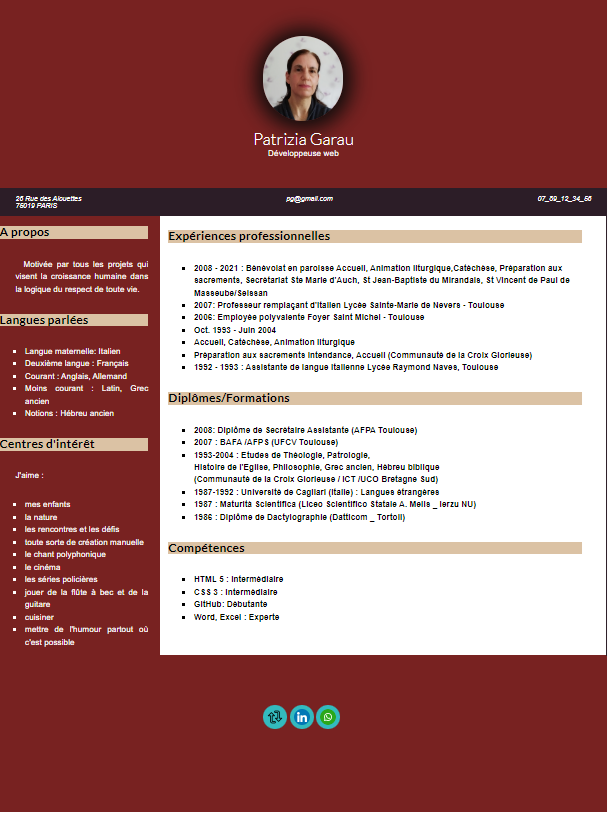 Patrizia Garau
Développeuse web
26 Rue des Alouettes
75019 PARIS
pg@gmail.com
07_89_12_34_56
A propos
Motivée par tous les projets qui
visent la croissance humaine dans
la logique du respect de toute vie.
Langues parlées
Langue maternelle: Italien
Deuxième langue : Français
Courant : Anglais, Allemand
Moins courant : Latin, Grec
ancien
Notions : Hébreu ancien
Centres d'intérêt
J'aime :
mes enfants
la nature
les rencontres et les défis
toute sorte de création manuelle
le chant polyphonique
le cinéma
les séries policières
jouer de la flûte à bec et de la
guitare
cuisiner
mettre de l'humour partout où
c'est possible
Expériences professionnelles
2008 - 2021 : Bénévolat en paroisse Accueil, Animation liturgique,Catéchèse, Préparation aux
sacrements, Secrétariat Ste Marie d'Auch, St Jean-Baptiste du Mirandais, St Vincent de Paul de
Masseube/Seissan
2007: Professeur remplaçant d'Italien Lycée Sainte-Marie de Nevers - Toulouse
2006: Employée polyvalente Foyer Saint Michel - Toulouse
Oct. 1993 - Juin 2004
Accueil, Catéchèse, Animation liturgique
Préparation aux sacrements Intendance, Accueil (Communauté de la Croix Glorieuse)
1992 - 1993 : Assistante de langue italienne Lycée Raymond Naves, Toulouse
Diplômes/Formations
2008: Diplôme de Secrétaire Assistante (AFPA Toulouse)
2007 : BAFA /AFPS (UFCV Toulouse)
1993-2004 : Etudes de Théologie, Patrologie,
Histoire de l'Eglise, Philosophie, Grec ancien, Hébreu biblique
(Communauté de la Croix Glorieuse / ICT /UCO Bretagne Sud)
1987-1992 : Université de Cagliari (Italie) : Langues étrangères
1987 : Maturità Scientifica (Liceo Scientifico Statale A. Melis _ Ierzu NU)
1986 : Diplôme de Dactylographie (Datticom _ Tortolì)
Compétences
HTML 5 : Intermédiaire
CSS 3 : Intermédiaire
GitHub: Débutante
Word, Excel : Experte
in